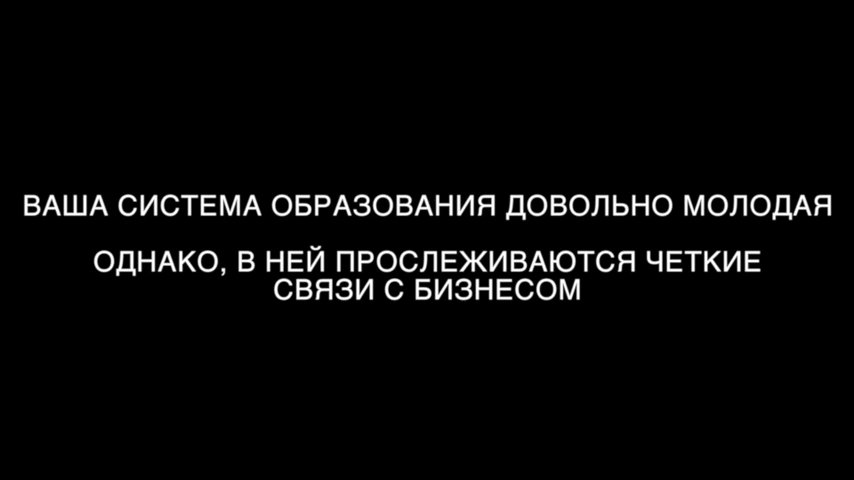 ВАША СИСТЕМА ОБРАЗОВАНИЯ ДОВОЛЬНО МОЛОДАЯ
ОДНАКО, В НЕЙ ПРОСЛЕЖИВАЮТСЯ ЧЕТКИЕ
СВЯЗИ С БИЗНЕСОМ